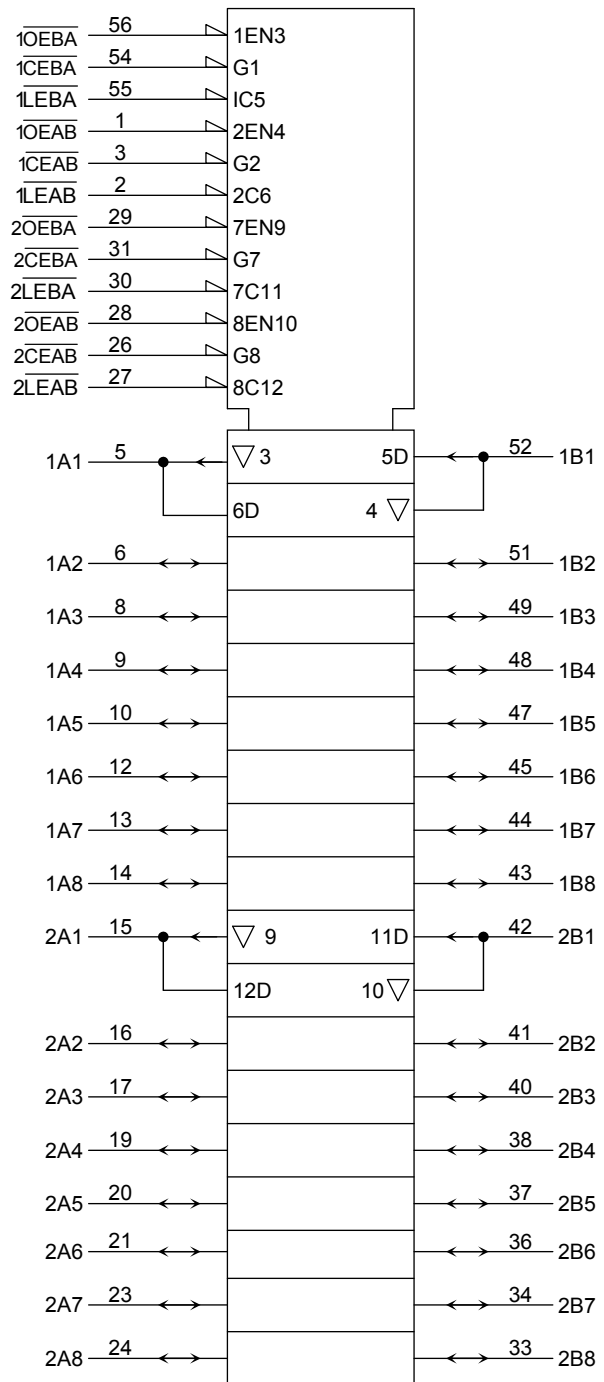 1OEBA 56 1EN3
1CEBA 54 G1
1LEBA 55 IC5
1OEAB 1 2EN4
1CEAB 3 G2
1LEAB 2 2C6
2OEBA 29 7EN9
2CEBA 31 G7
2LEBA 30 7C11
2OEAB 28 8EN10
2CEAB 26 G8
2LEAB 27 8C12
1A1 5 ▽ 3 5D 52 1B1
6D 4 ▽
1A2 6 51 1B2
1A3 8 49 1B3
1A4 9 48 1B4
1A5 10 47 1B5
1A6 12 45 1B6
1A7 13 44 1B7
1A8 14 43 1B8
2A1 15 ▽ 9 11D 42 2B1
12D 10 ▽
2A2 16 41 2B2
2A3 17 40 2B3
2A4 19 38 2B4
2A5 20 37 2B5
2A6 21 36 2B6
2A7 23 34 2B7
2A8 24 33 2B8